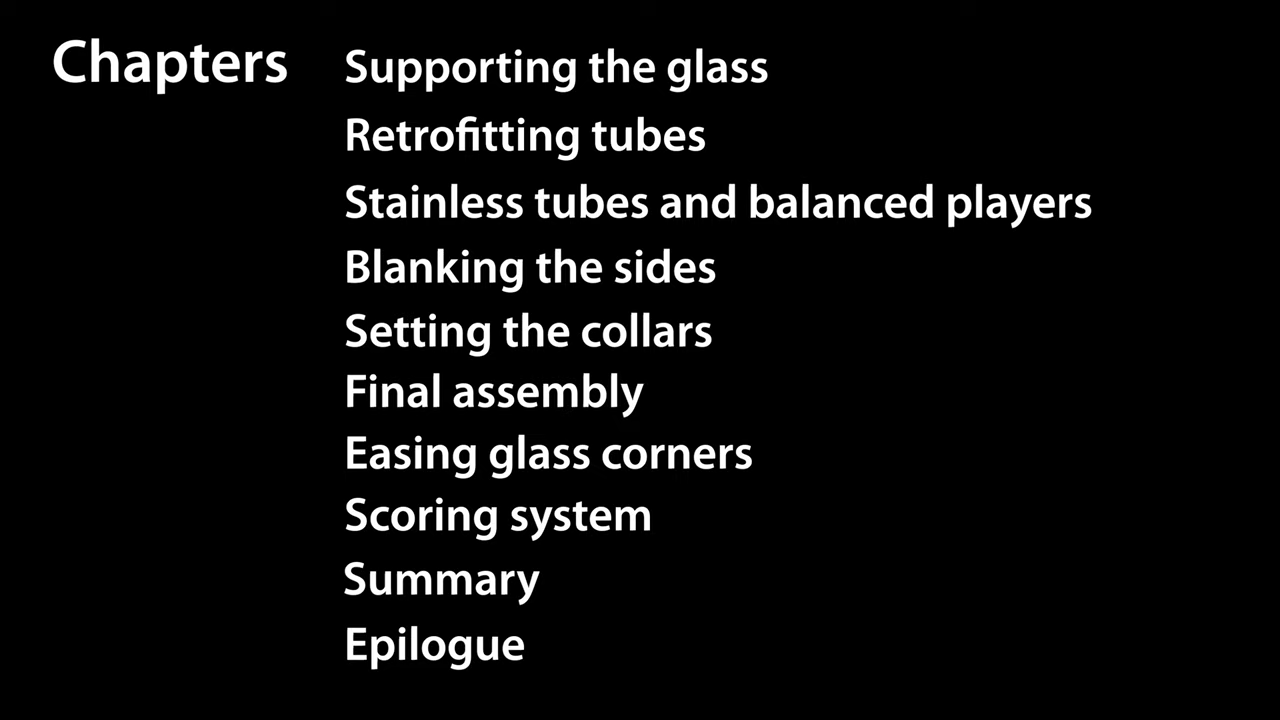 Chapters
Supporting the glass
Retrofitting tubes
Stainless tubes and balanced players
Blanking the sides
Setting the collars
Final assembly
Easing glass corners
Scoring system
Summary
Epilogue